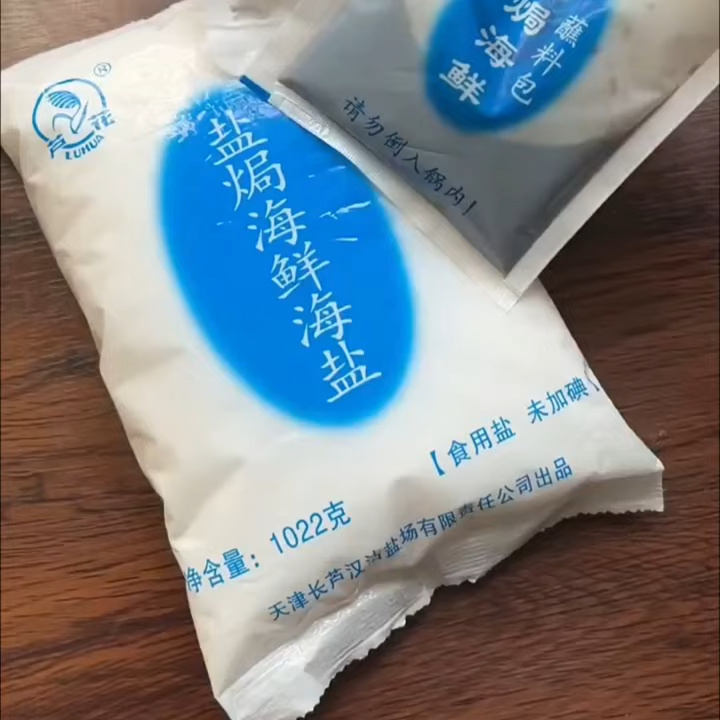 芦花
LUHUA
盐焗海鲜海盐
【食用盐 未加碘
净含量：1022克
天津长芦汉沽盐场有限责任公司出品
焗海鲜
蘸料包
请勿倒入锅内！